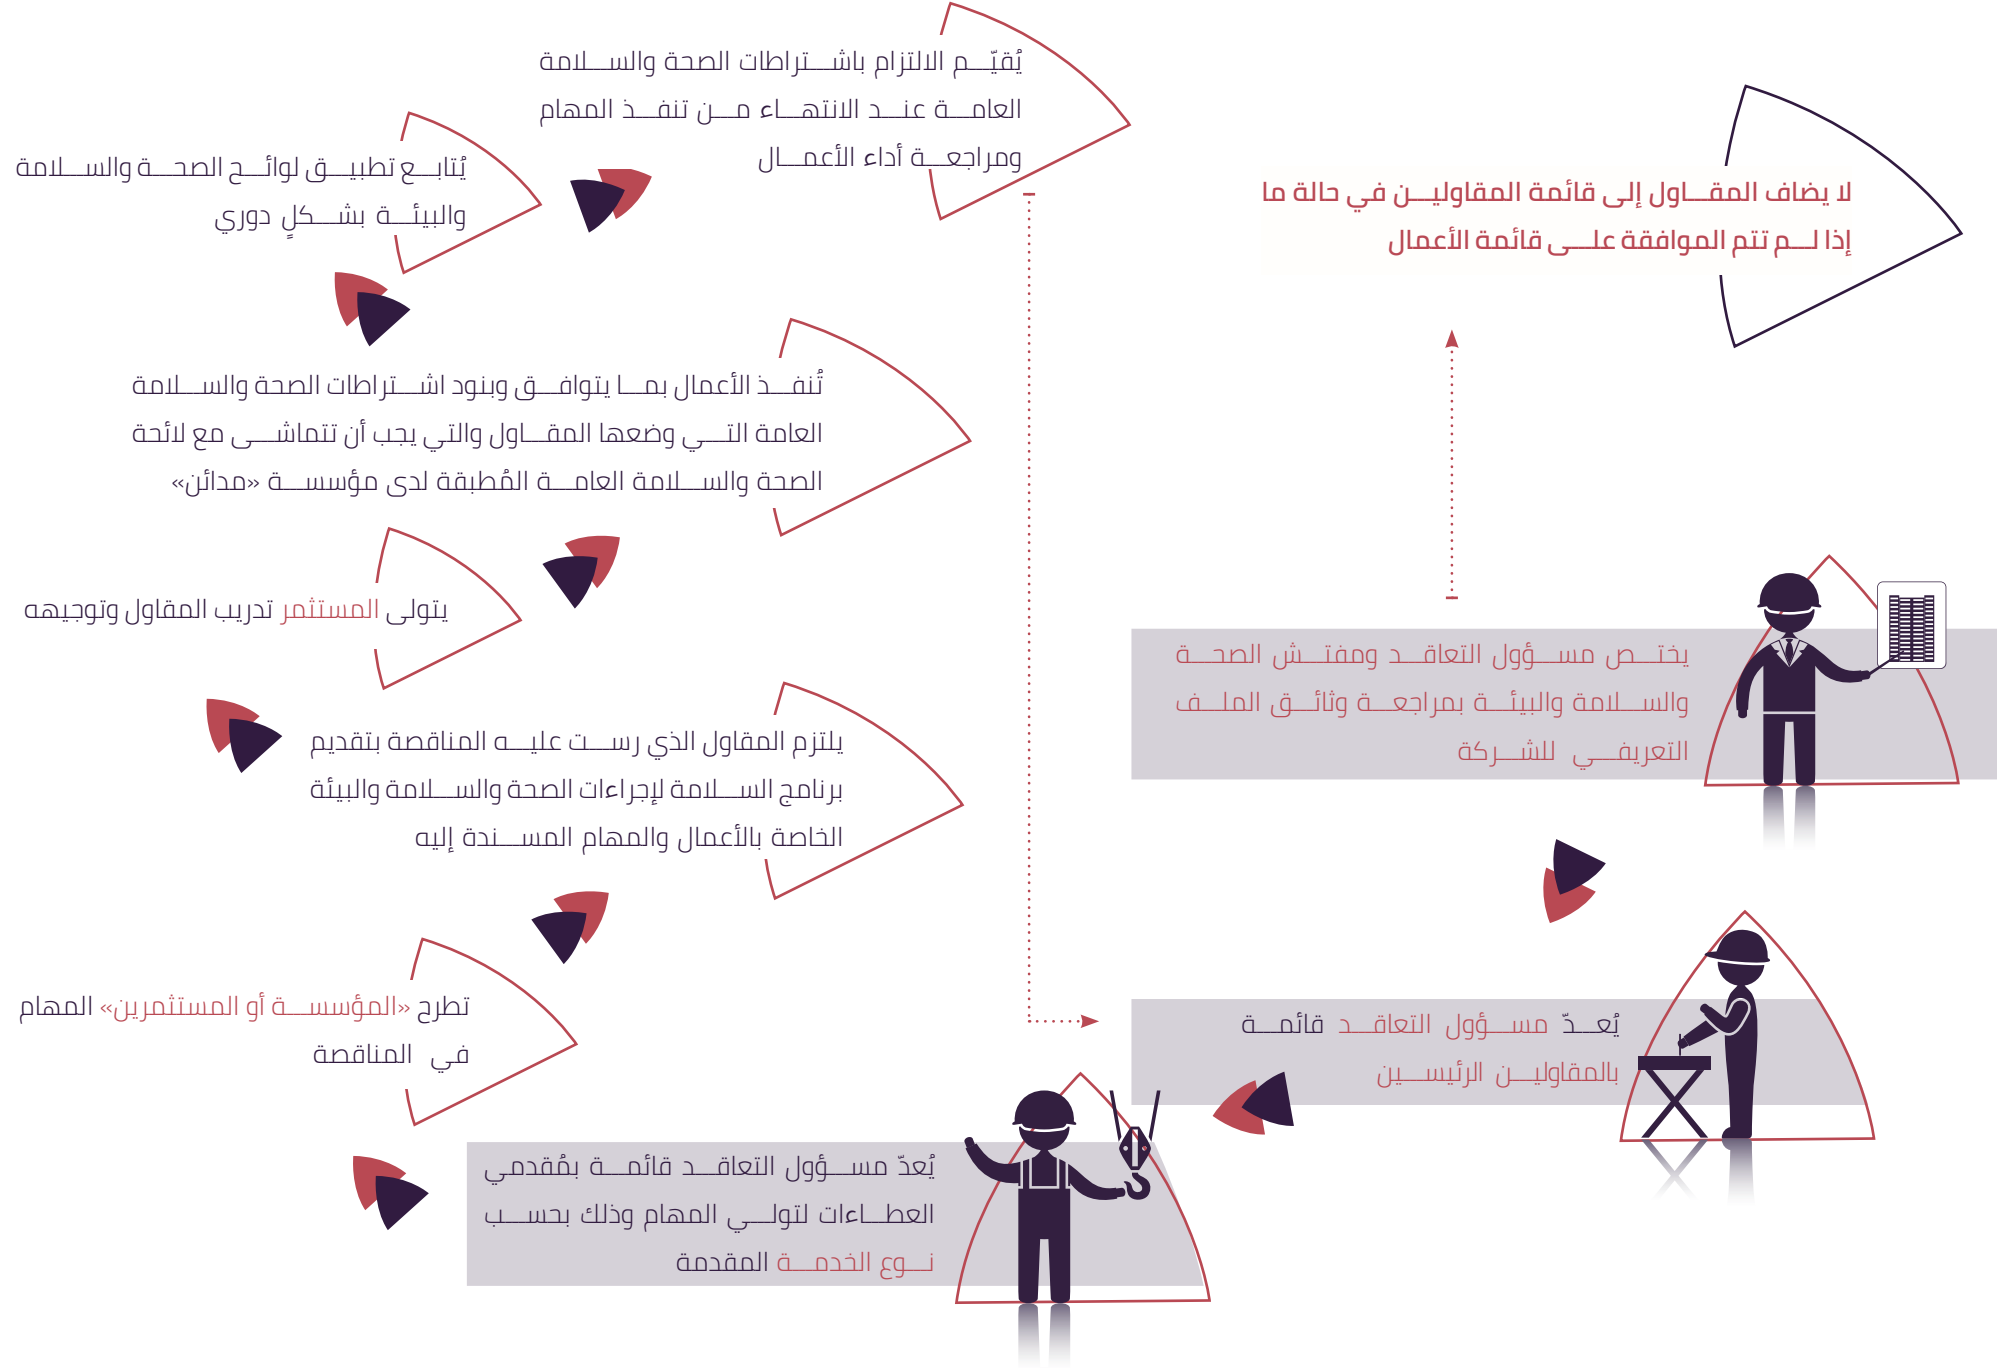 لا يضاف المقاول إلى قائمة المقاولين في حالة ما
إذا لم تتم الموافقة على قائمة الأعمال
يختص مسؤول التعاقد ومفتش الصحة
والسلامة والبيئة بمراجعة وثائق الملف
التعريفي للشركة
يُعدّ مسؤول التعاقد قائمة
بالمقاولين الرئيسين
يُعدّ مسؤول التعاقد قائمة بمُقدمي
العطاءات لتولي المهام وذلك بحسب
نوع الخدمة المقدمة
تطرح «المؤسسة أو المستثمرين» المهام
في المناقصة
يلتزم المقاول الذي رست عليه المناقصة بتقديم
برنامج السلامة لإجراءات الصحة والسلامة والبيئة
الخاصة بالأعمال والمهام المسندة إليه
يتولى المستثمر تدريب المقاول وتوجيهه
تُنفذ الأعمال بما يتوافق وبنود اشتراطات الصحة والسلامة
العامة التي وضعها المقاول والتي يجب أن تتماشى مع لائحة
الصحة والسلامة العامة المُطبقة لدى مؤسسة «مدائن»
يُتابع تطبيق لوائح الصحة والسلامة
والبيئة بشكلٍ دوري
يُقيّم الالتزام باشتراطات الصحة والسلامة
العامة عند الانتهاء من تنفذ المهام
ومراجعة أداء الأعمال